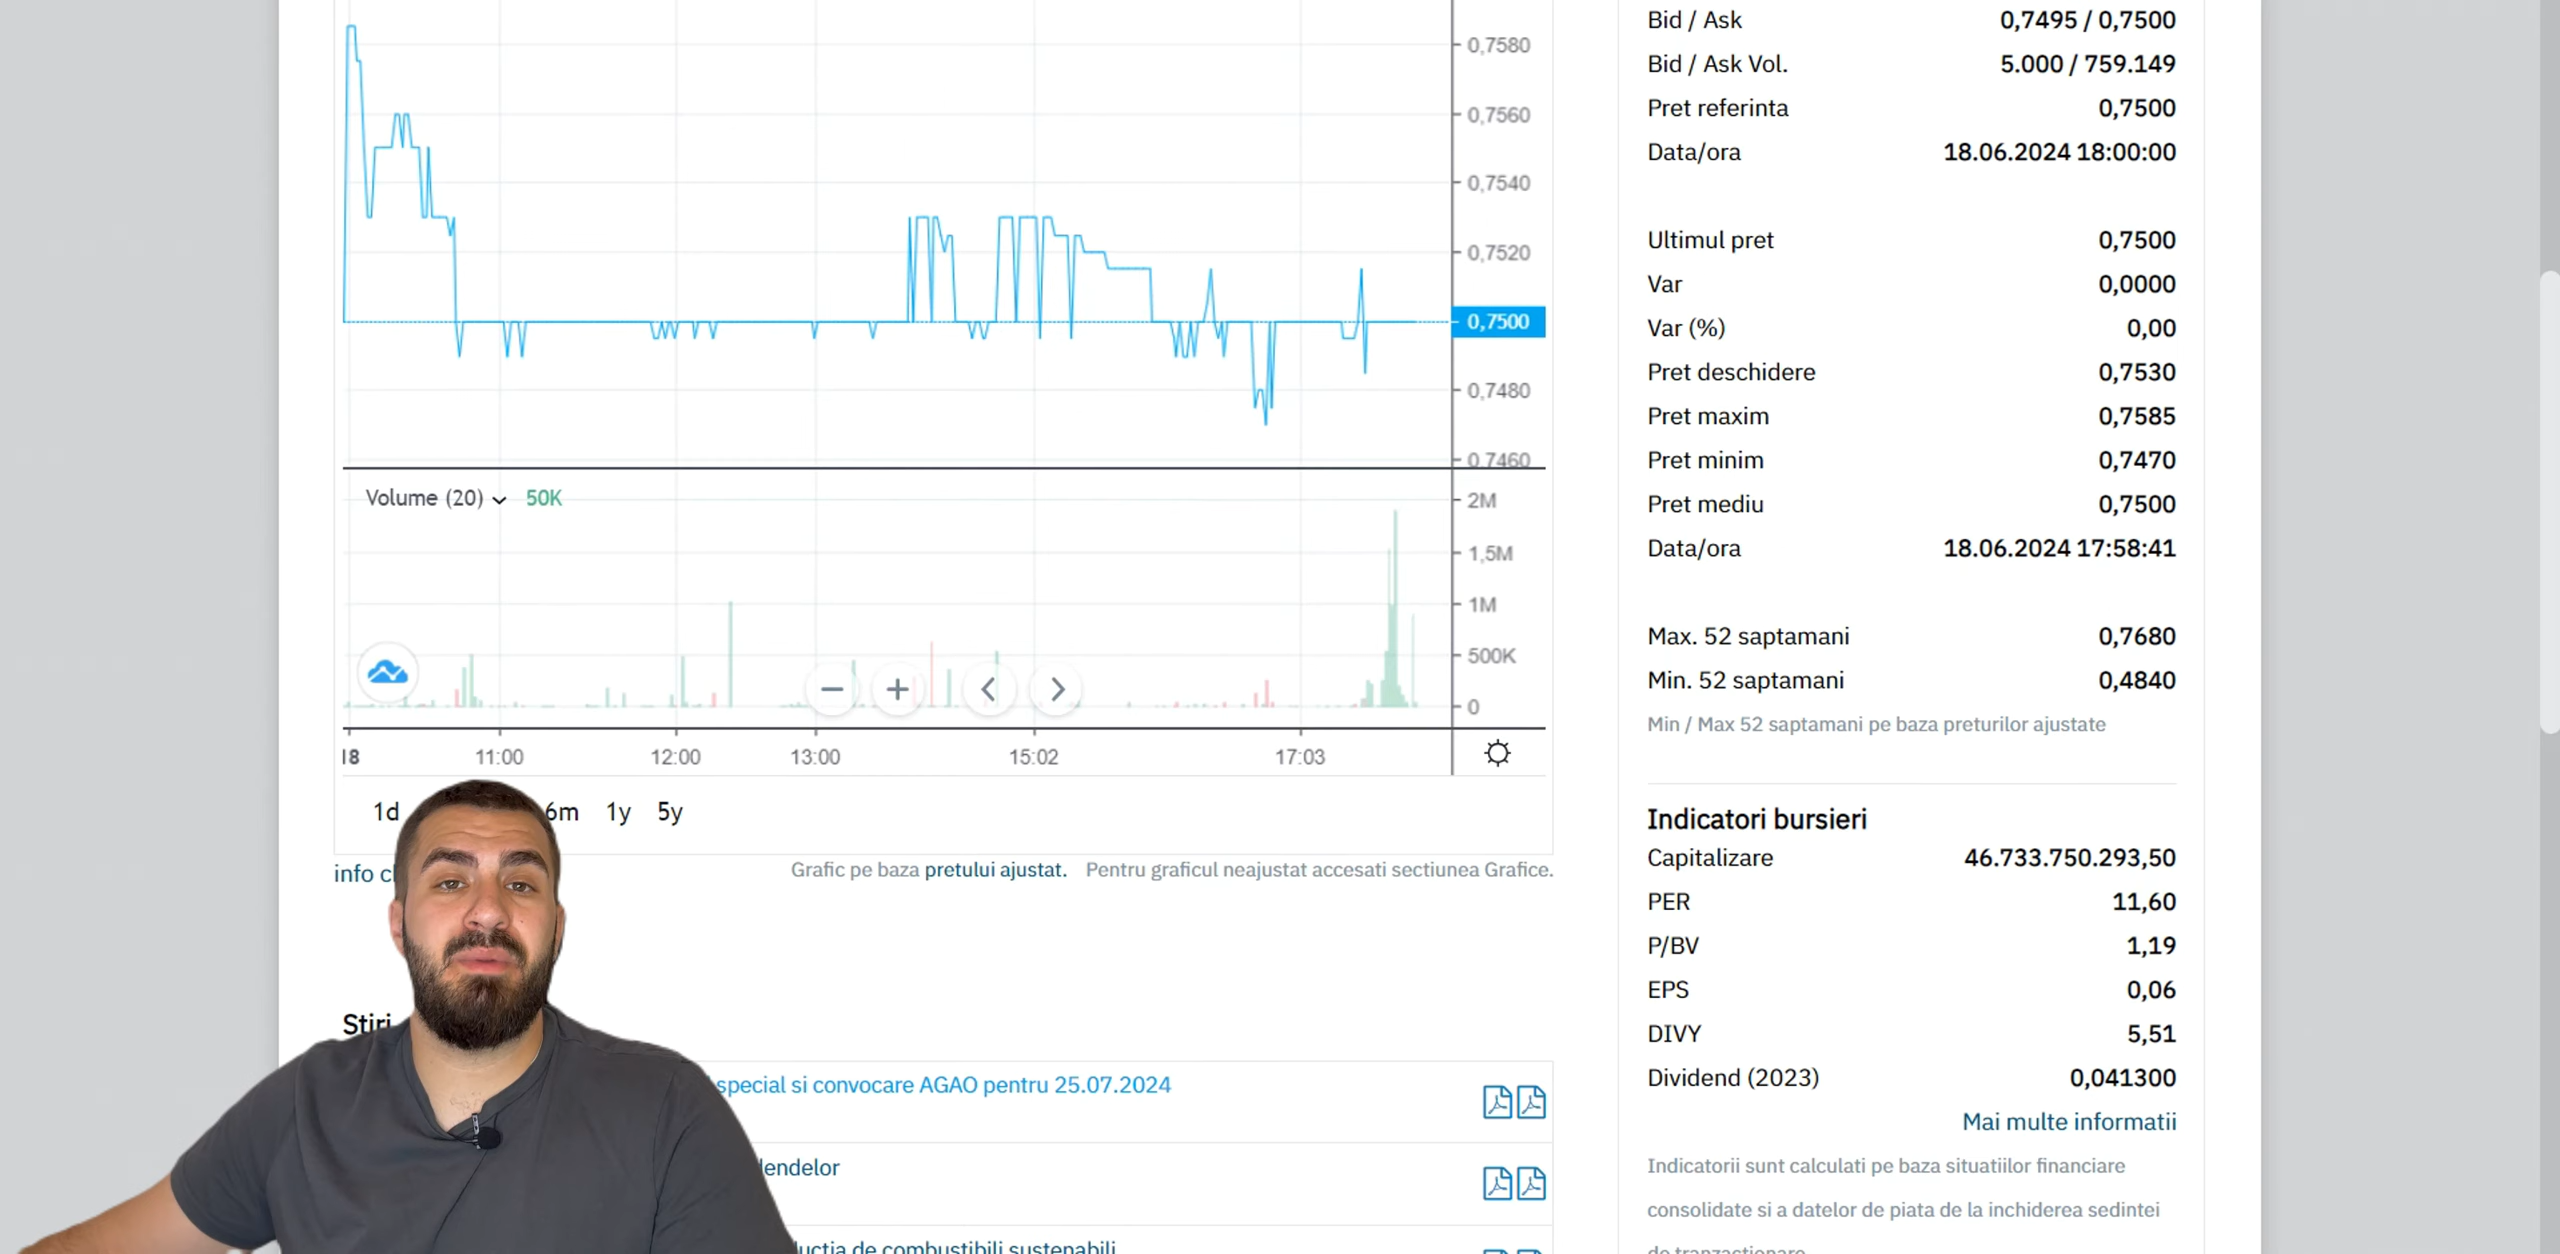 0,7580
0,7560
0,7540
0,7520
0,7500
0,7480
0,7460
Volume (20) 50K
2M
1,5M
1M
500K
0
18 11:00 12:00 13:00 15:02 17:03
1d 6m 1y 5y
info
Grafic pe baza pretului ajustat. Pentru graficul neajustat accesati sectiunea Grafice.
Stiri
special si convocare AGAO pentru 25.07.2024
de combustibili sustenabili
Bid / Ask 0,7495 / 0,7500
Bid / Ask Vol. 5.000 / 759.149
Pret referinta 0,7500
Data/ora 18.06.2024 18:00:00
Ultimul pret 0,7500
Var 0,0000
Var (%) 0,00
Pret deschidere 0,7530
Pret maxim 0,7585
Pret minim 0,7470
Pret mediu 0,7500
Data/ora 18.06.2024 17:58:41
Max. 52 saptamani 0,7680
Min. 52 saptamani 0,4840
Min / Max 52 saptamani pe baza preturilor ajustate
Indicatori bursieri
Capitalizare 46.733.750.293,50
PER 11,60
P/BV 1,19
EPS 0,06
DIVY 5,51
Dividend (2023) 0,041300
Mai multe informatii
Indicatorii sunt calculati pe baza situatiilor financiare
consolidate si a datelor de piata de la inchiderea sedintei
de tranzactionare